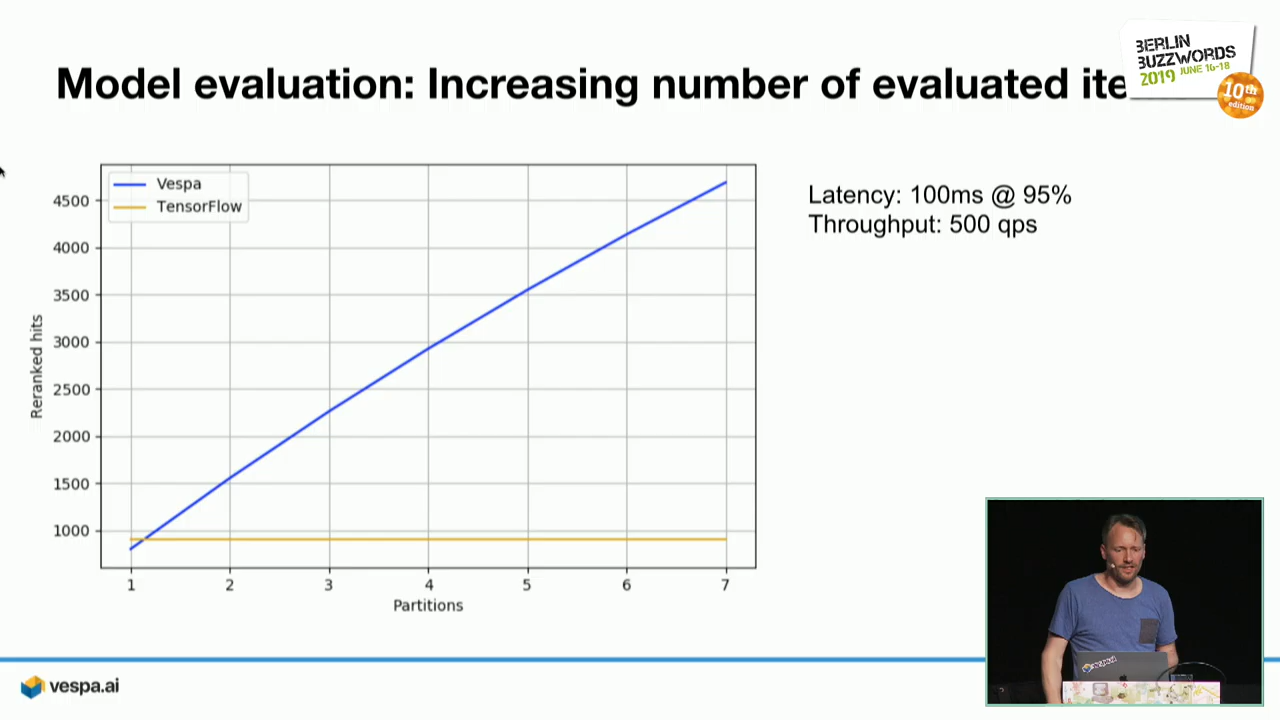 Model evaluation: Increasing number of evaluated ite
BERLIN
BUZZWORDS
2019 JUNE 16-18
10th
edition
Vespa
TensorFlow
Latency: 100ms @ 95%
Throughput: 500 qps
4500
4000
3500
3000
2500
2000
1500
1000
Reranked hits
1 2 3 4 5 6 7
Partitions
vespa.ai